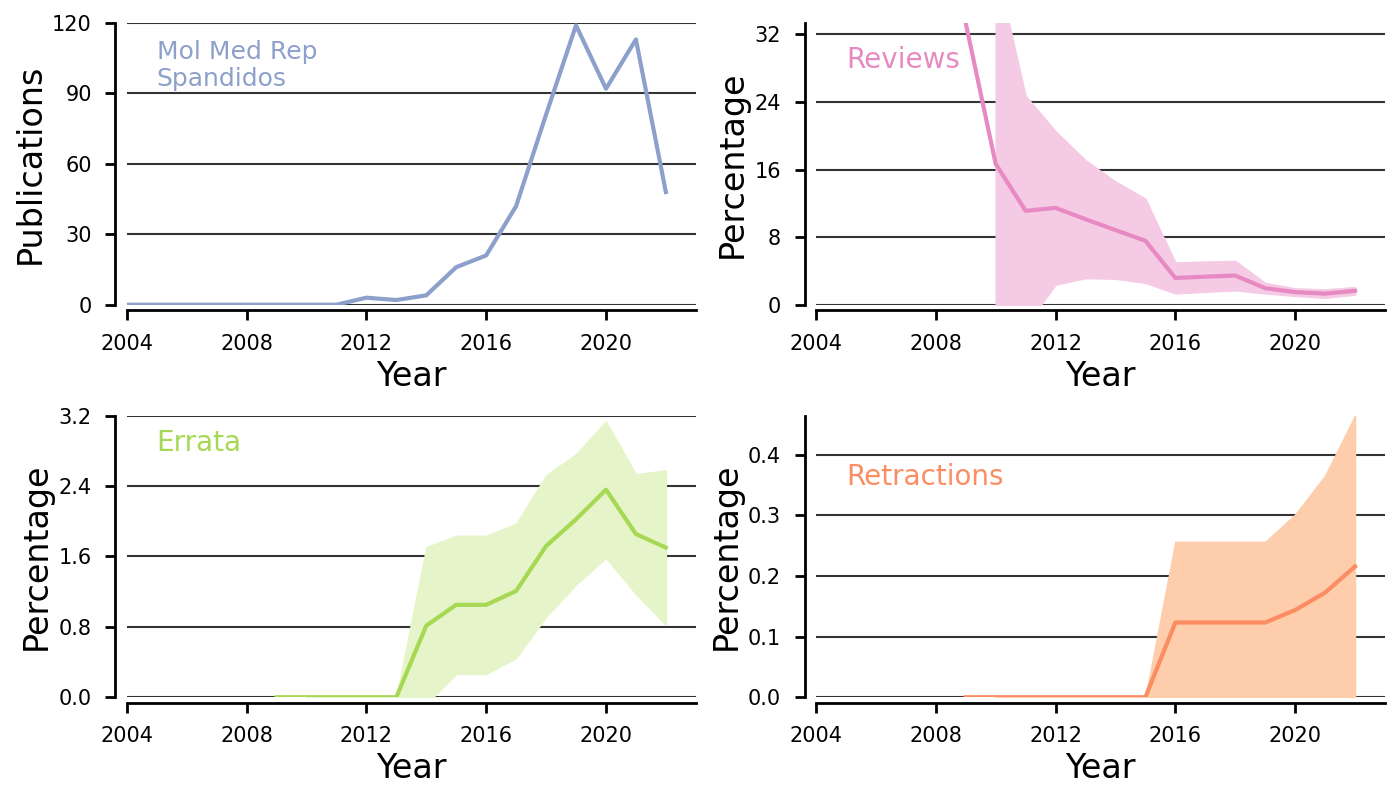 120
90
60
30
0
Publications
Mol Med Rep
Spandidos
2004 2008 2012 2016 2020
Year
32
24
16
8
0
Percentage
Reviews
2004 2008 2012 2016 2020
Year
3.2
2.4
1.6
0.8
0.0
Percentage
Errata
2004 2008 2012 2016 2020
Year
0.4
0.3
0.2
0.1
0.0
Percentage
Retractions
2004 2008 2012 2016 2020
Year